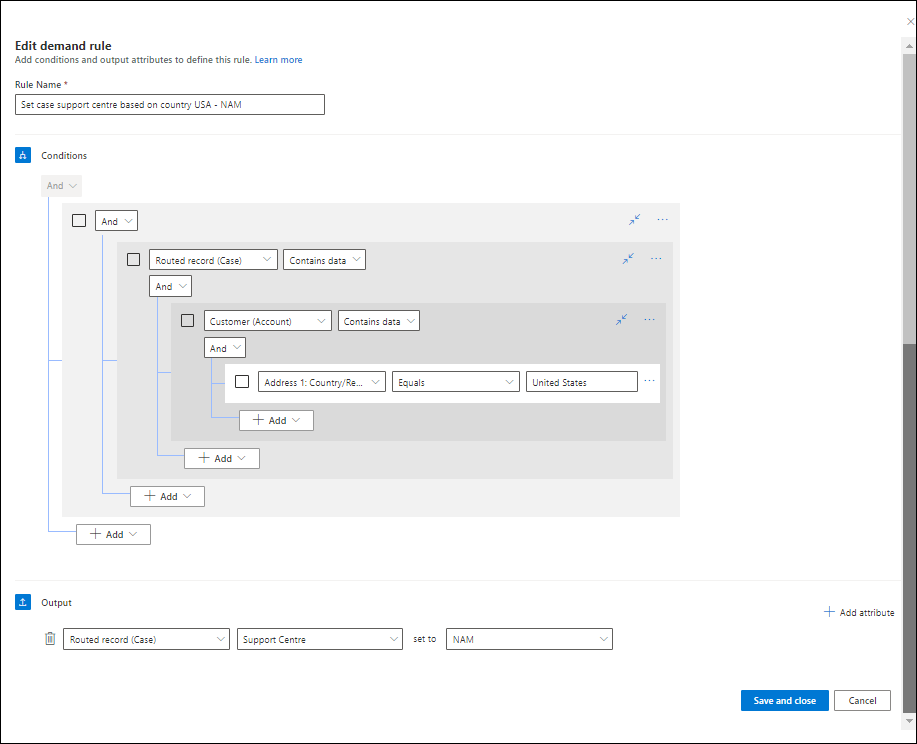 Edit demand rule
Add conditions and output attributes to define this rule. Learn more
Rule Name *
Set case support centre based on country USA - NAM
Conditions
And
And
Routed record (Case) Contains data
And
Customer (Account) Contains data
And
Address 1: Country/Re... Equals United States
Add
Add
Add
Add
Output
Add attribute
Routed record (Case) Support Centre set to NAM
Save and close Cancel